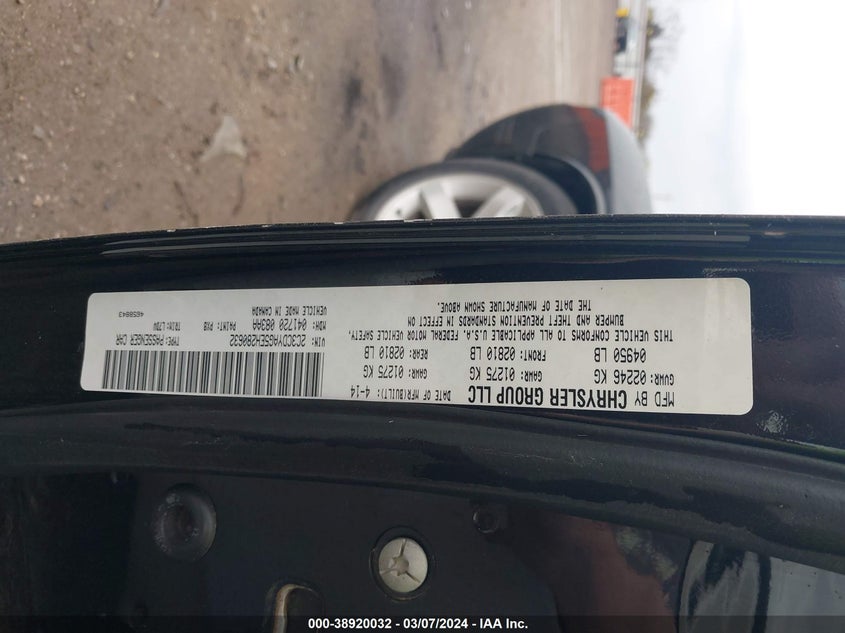 MFD BY CHRYSLER GROUP LLC
DATE OF MFR(BUILT): 4-14
GVWR: 02246 KG
04950 LB
GAWR: 01275 KG
FRONT: 02810 LB
GAWR: 01275 KG
REAR: 02810 LB
THIS VEHICLE CONFORMS TO ALL APPLICABLE U.S.A. FEDERAL MOTOR VEHICLE SAFETY,
BUMPER AND THEFT PREVENTION STANDARDS IN EFFECT ON
THE DATE OF MANUFACTURE SHOWN ABOVE.
VIN: 2C3CDYAG5EH280632
TYPE: PASSENGER CAR
MDH: 041720 083AA
PAINT: PXB
TRIM: L7DV
VEHICLE MADE IN CANADA
4658843
000-38920032 - 03/07/2024 - IAA Inc.